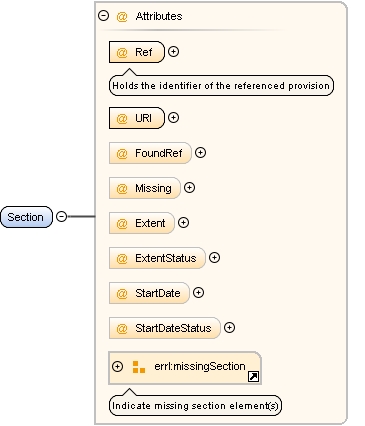 Attributes
@ Ref
Holds the identifier of the referenced provision
@ URI
@ FoundRef
@ Missing
Section
@ Extent
@ ExtentStatus
@ StartDate
@ StartDateStatus
errl:missingSection
Indicate missing section element(s)